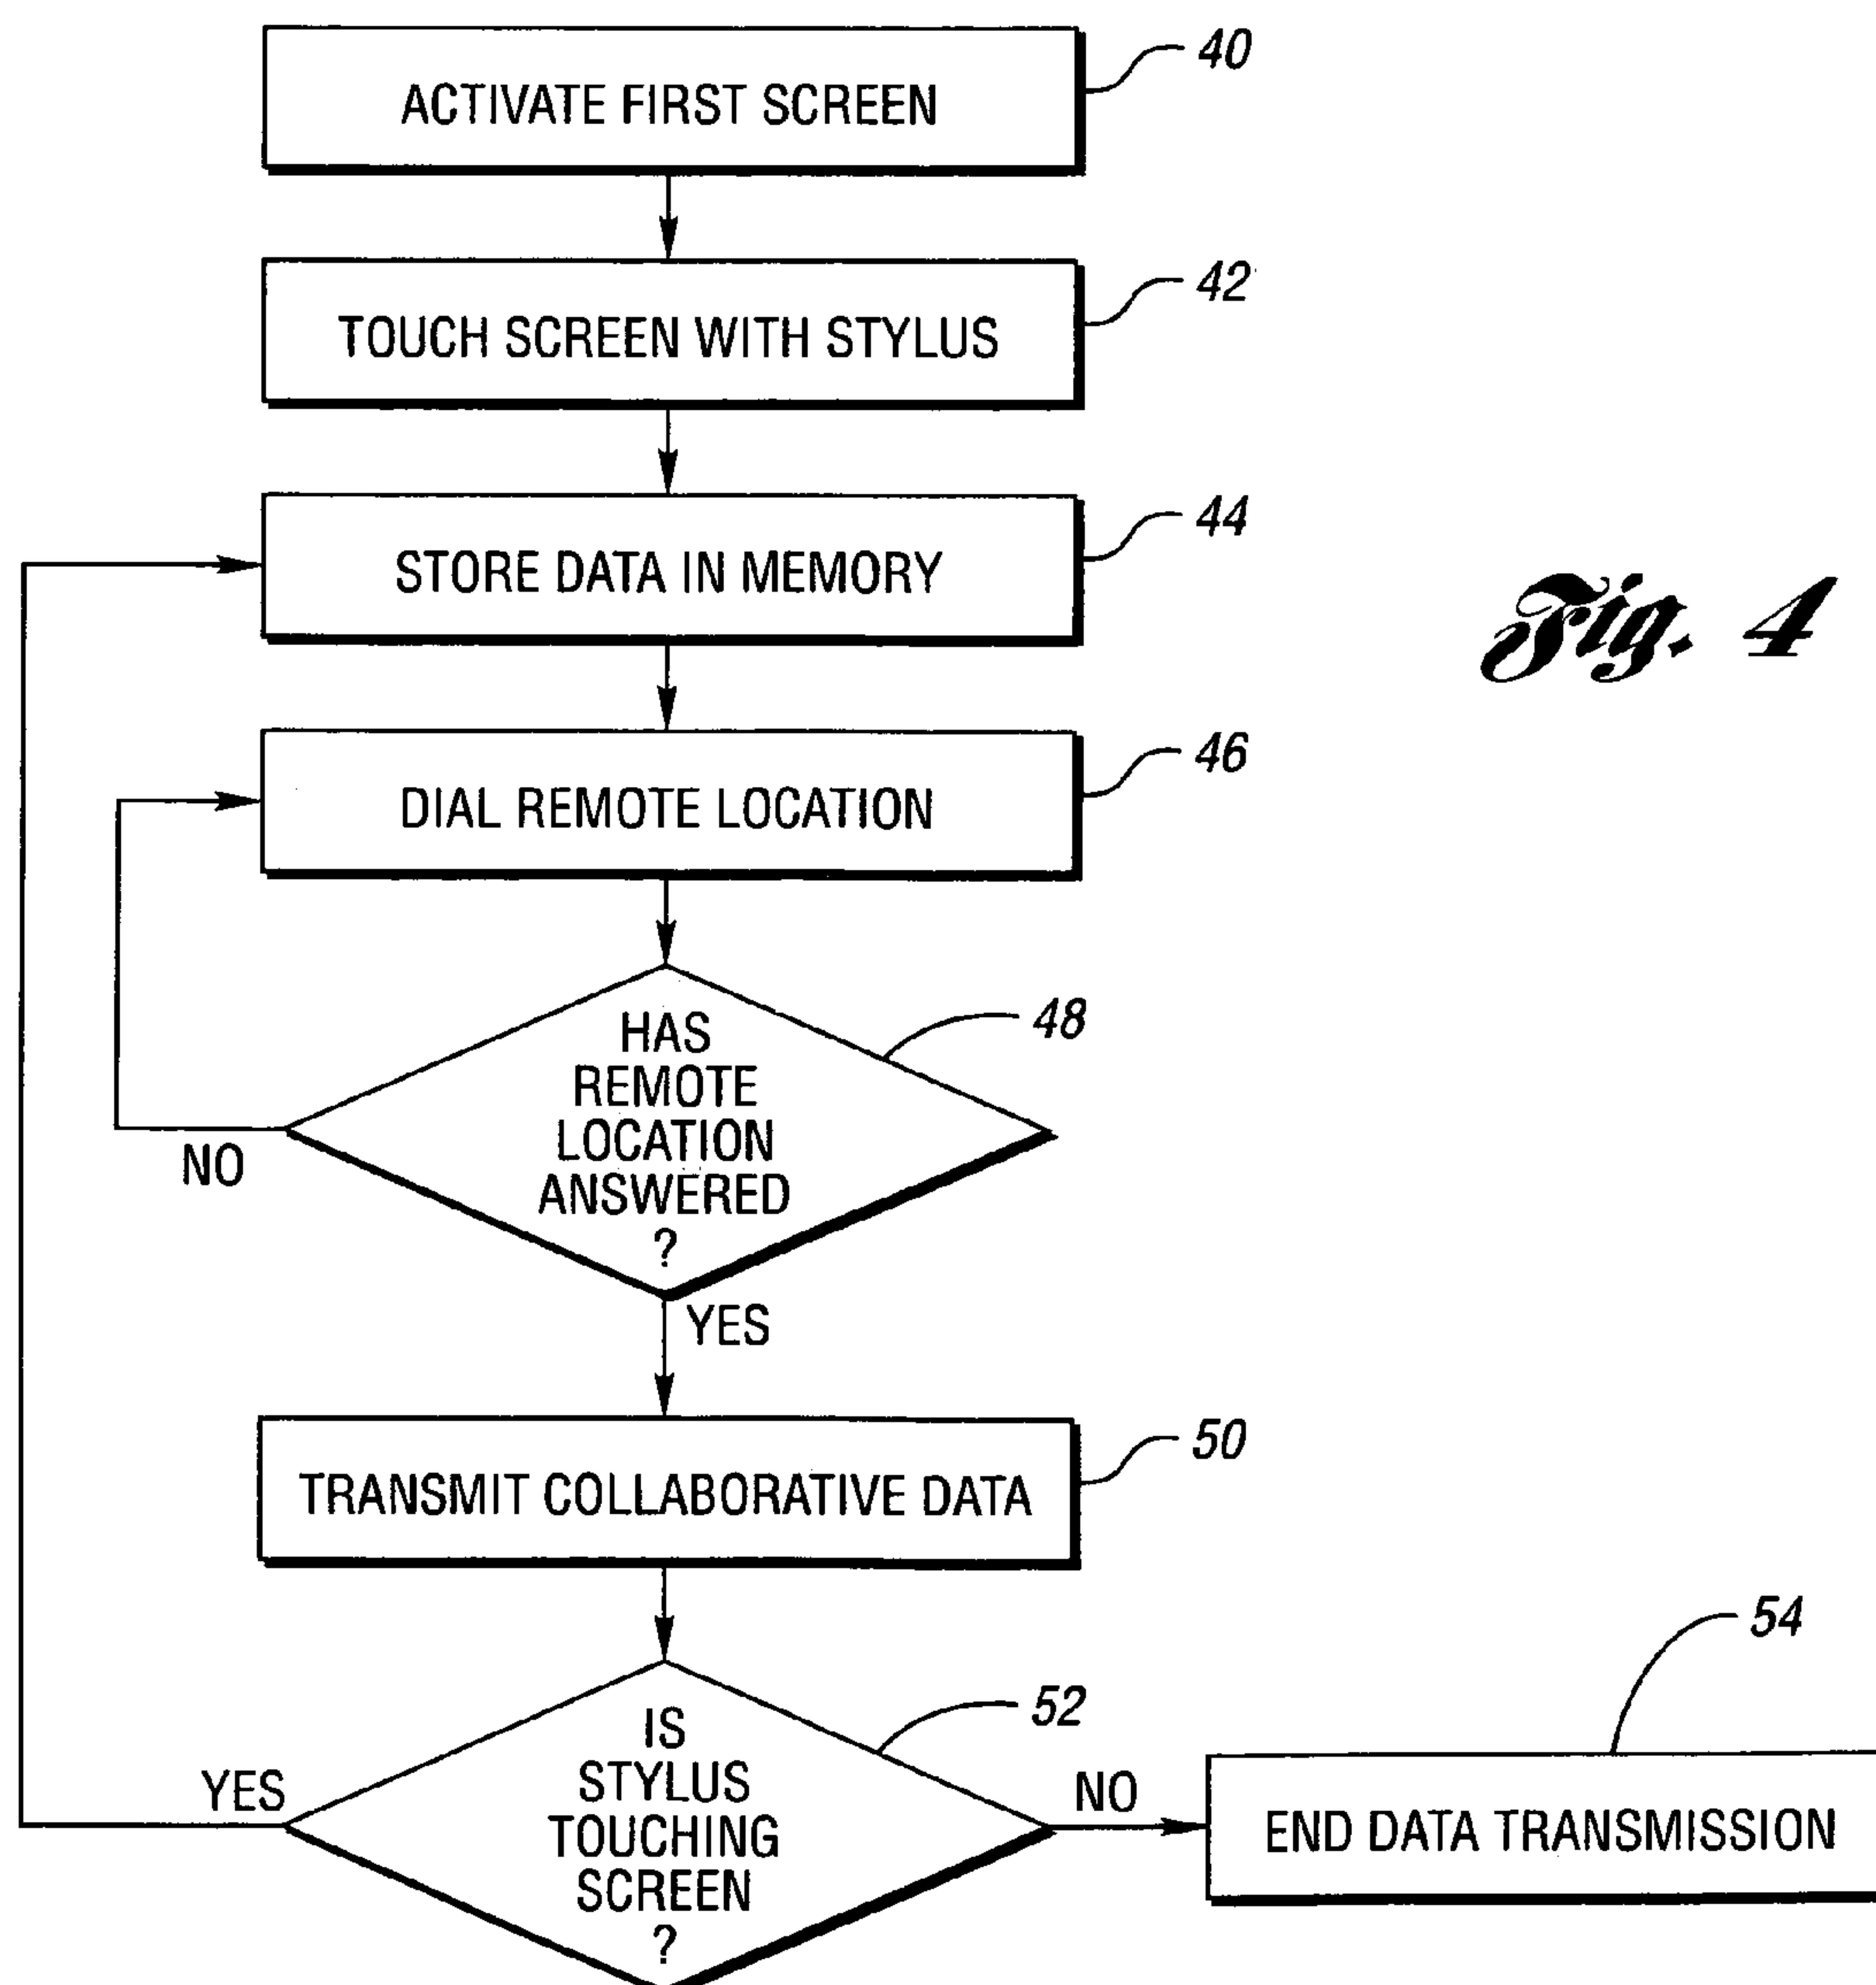 ACTIVATE FIRST SCREEN
40
TOUCH SCREEN WITH STYLUS
42
STORE DATA IN MEMORY
44
Fig. 4
DIAL REMOTE LOCATION
46
HAS
REMOTE
LOCATION
ANSWERED
?
48
NO
YES
TRANSMIT COLLABORATIVE DATA
50
IS
STYLUS
TOUCHING
SCREEN
?
52
YES
NO
END DATA TRANSMISSION
54